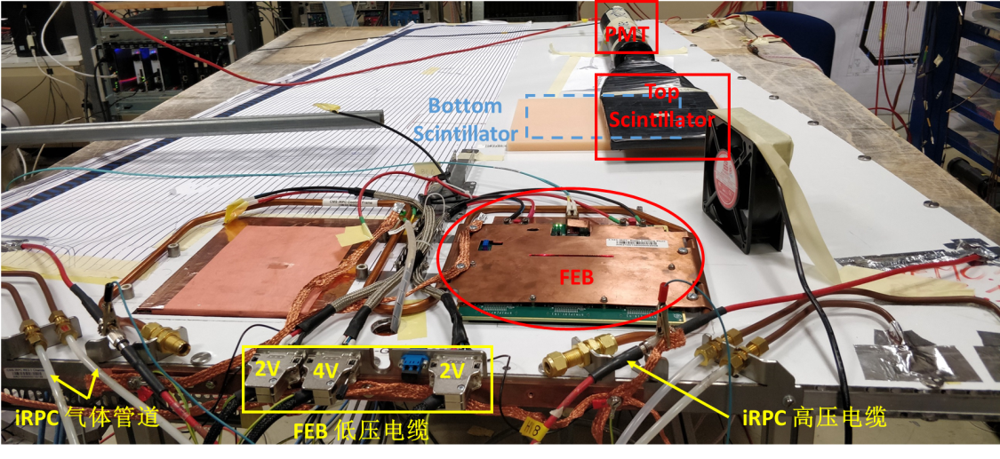 PMT
Top
Scintillator
Bottom
Scintillator
FEB
2V
4V
2V
iRPC 气体管道
FEB 低压电缆
iRPC 高压电缆